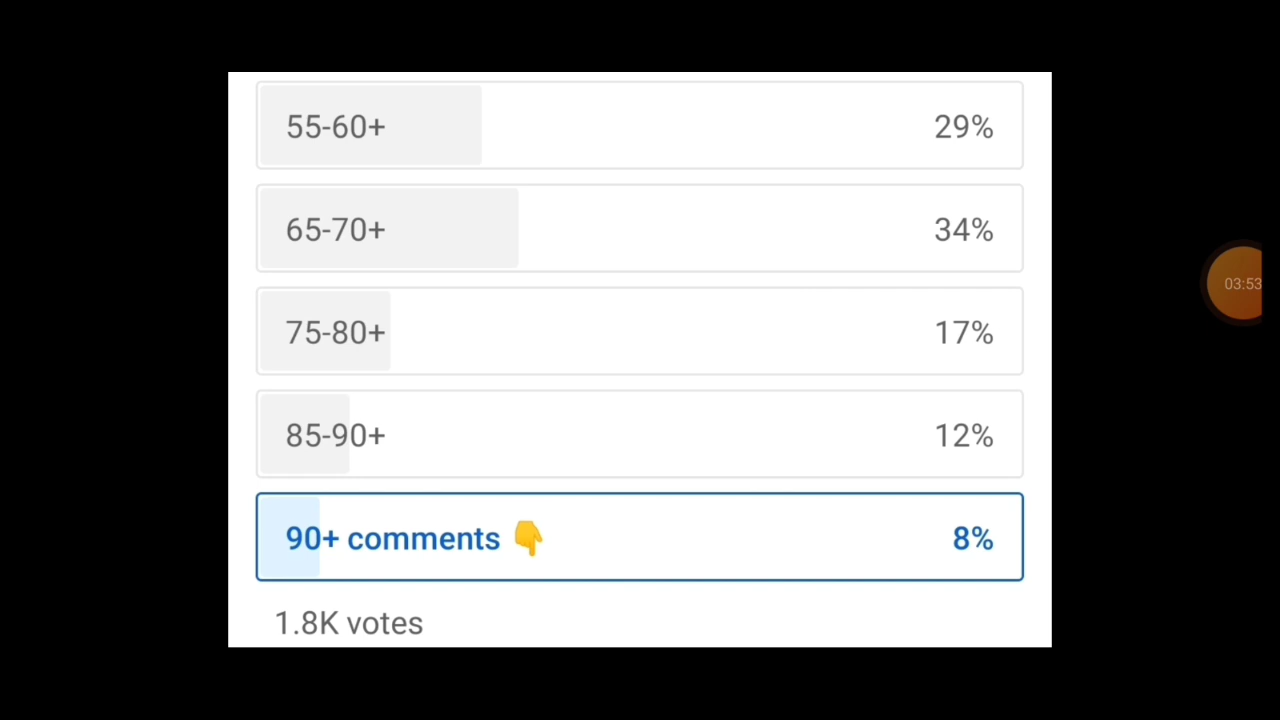 55-60+ 29%
65-70+ 34%
75-80+ 17%
85-90+ 12%
90+ comments 👇 8%
1.8K votes
03:53